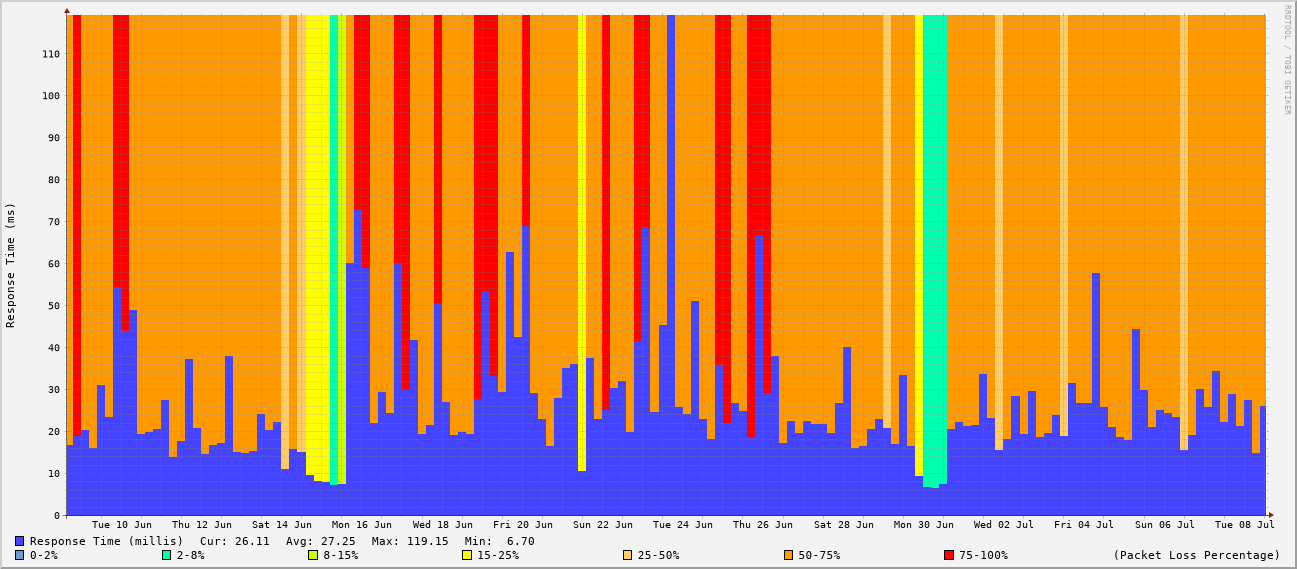 RRDTOOL / TOBI OETIKER
Response Time (ms)
110
100
90
80
70
60
50
40
30
20
10
0
Tue 10 Jun Thu 12 Jun Sat 14 Jun Mon 16 Jun Wed 18 Jun Fri 20 Jun Sun 22 Jun Tue 24 Jun Thu 26 Jun Sat 28 Jun Mon 30 Jun Wed 02 Jul Fri 04 Jul Sun 06 Jul Tue 08 Jul
Response Time (millis) Cur: 26.11 Avg: 27.25 Max: 119.15 Min: 6.70
0-2% 2-8% 8-15% 15-25% 25-50% 50-75% 75-100% (Packet Loss Percentage)